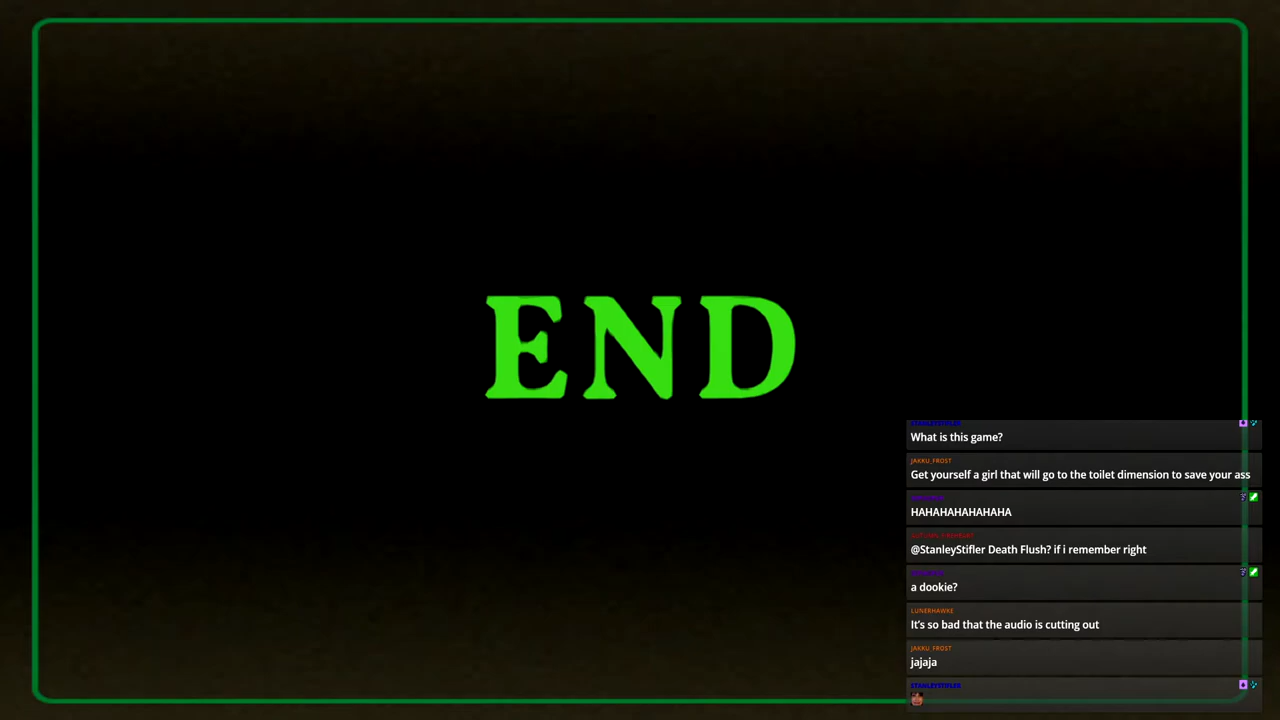 END
STANLEYSTIFLER
What is this game?
JAKKU_FROST
Get yourself a girl that will go to the toilet dimension to save your ass
HAHAHAHAHAHAHA
@StanleyStifler Death Flush? if i remember right
a dookie?
LUNERHAWKE
It's so bad that the audio is cutting out
JAKKU_FROST
jajaja
STANLEYSTIFLER